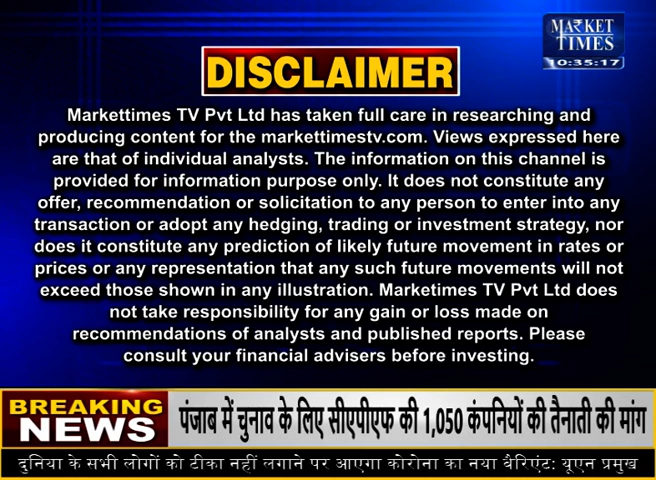 MARKET
TIMES
10:35:17
DISCLAIMER
Markettimes TV Pvt Ltd has taken full care in researching and
producing content for the markettimestv.com. Views expressed here
are that of individual analysts. The information on this channel is
provided for information purpose only. It does not constitute any
offer, recommendation or solicitation to any person to enter into any
transaction or adopt any hedging, trading or investment strategy, nor
does it constitute any prediction of likely future movement in rates or
prices or any representation that any such future movements will not
exceed those shown in any illustration. Marketimes TV Pvt Ltd does
not take responsibility for any gain or loss made on
recommendations of analysts and published reports. Please
consult your financial advisers before investing.
BREAKING
NEWS
पंजाब में चुनाव के लिए सीएपीएफ की 1,050 कंपनियों की तैनाती की मांग
दुनिया के सभी लोगों को टीका नहीं लगाने पर आएगा कोरोना का नया वैरिएंट: यूएन प्रमुख